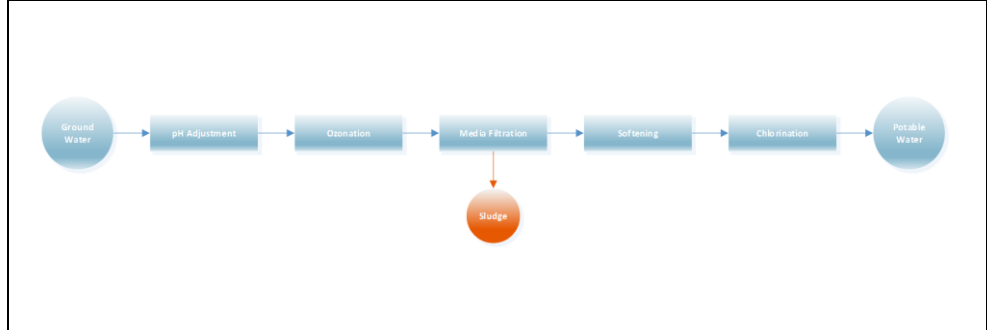 Ground
Water
pH Adjustment
Ozonation
Media Filtration
Softening
Chlorination
Potable
Water
Sludge